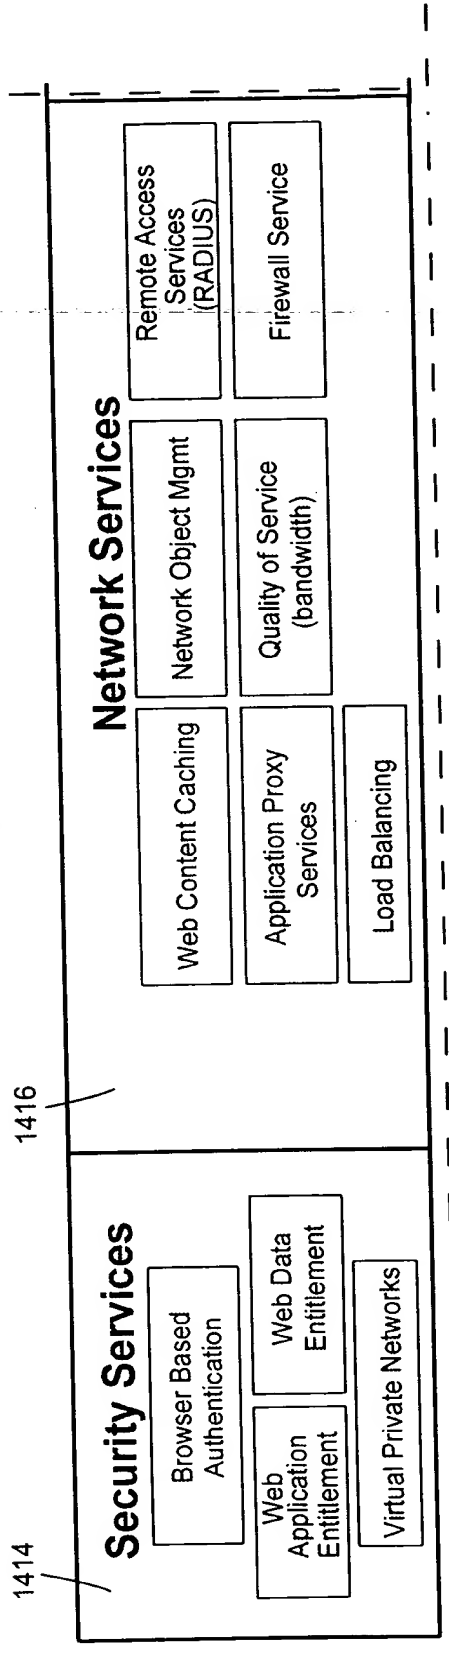 1414
Security Services
Browser Based
Authentication
Web
Application
Entitlement
Web Data
Entitlement
Virtual Private Networks
1416
Network Services
Web Content Caching
Network Object Mgmt
Remote Access
Services
(RADIUS)
Application Proxy
Services
Quality of Service
(bandwidth)
Firewall Service
Load Balancing